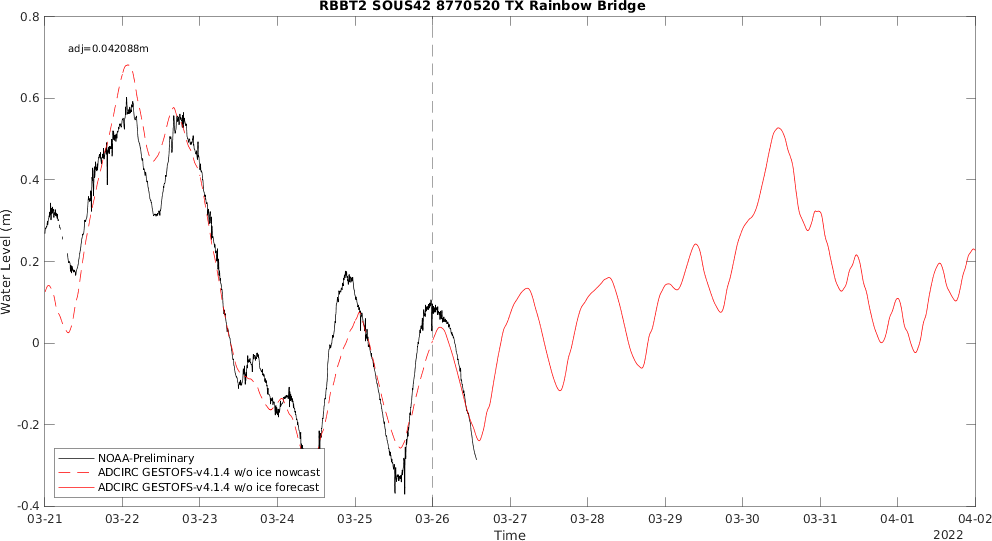 RBBT2 SOUS42 8770520 TX Rainbow Bridge
adj=0.042088m
Water Level (m)
0.8
0.6
0.4
0.2
0
-0.2
-0.4
NOAA-Preliminary
ADCIRC GESTOFS-v4.1.4 w/o ice nowcast
ADCIRC GESTOFS-v4.1.4 w/o ice forecast
03-21 03-22 03-23 03-24 03-25 03-26 03-27 03-28 03-29 03-30 03-31 04-01 04-02
Time
2022